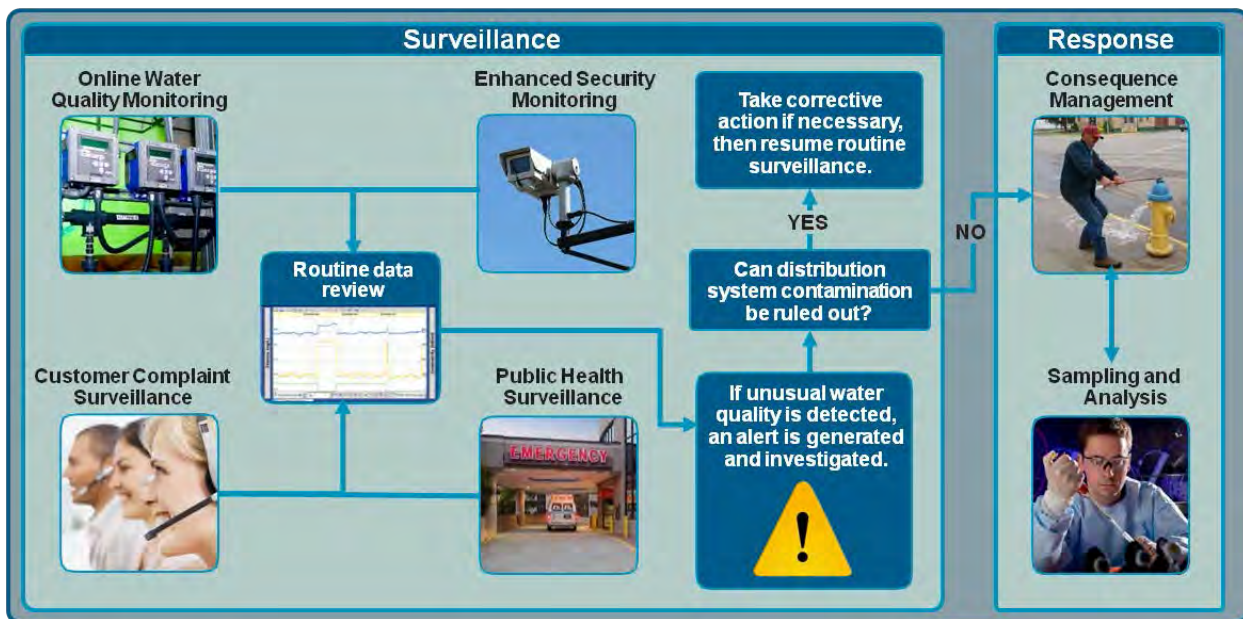 Surveillance
Online Water
Quality Monitoring
Enhanced Security
Monitoring
Take corrective
action if necessary,
then resume routine
surveillance.
YES
NO
Routine data
review
Can distribution
system contamination
be ruled out?
Customer Complaint
Surveillance
Public Health
Surveillance
EMERGENCY
If unusual water
quality is detected,
an alert is generated
and investigated.
!
Response
Consequence
Management
Sampling and
Analysis